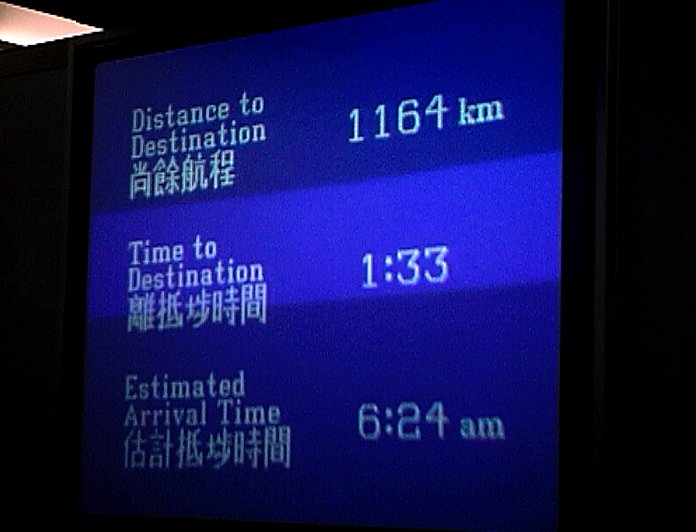 Distance to
Destination
尚餘航程
1164 km
Time to
Destination
離抵埗時間
1:33
Estimated
Arrival Time
估計抵埗時間
6:24 am